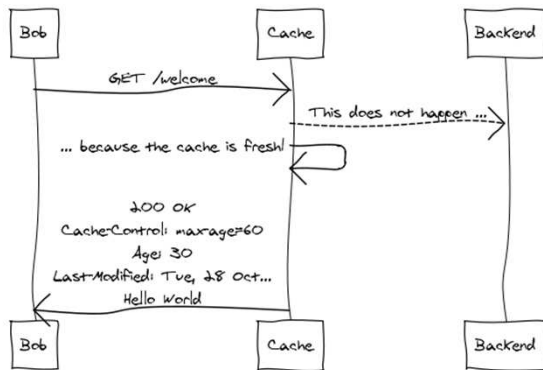 Bob
Cache
Backend
GET /welcome
This does not happen ...
... because the cache is fresh!
200 OK
Cache-Control: max-age=60
Age: 30
Last-Modified: Tue, 28 Oct...
Hello World
Bob
Cache
Backend